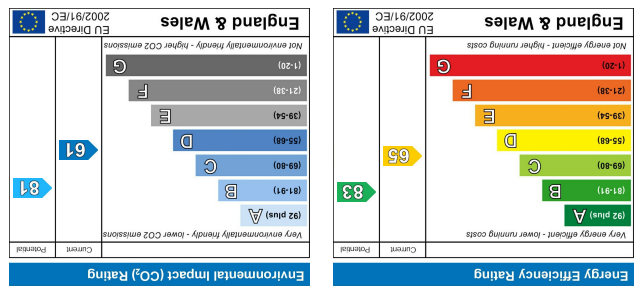 Energy Efficiency Rating
Current
Potential
Very energy efficient - lower running costs
(92 plus) A
(81-91) B
(69-80) C
(55-68) D
(39-54) E
(21-38) F
(1-20) G
Not energy efficient - higher running costs
65
83
England & Wales
EU Directive
2002/91/EC
Environmental Impact (CO₂) Rating
Current
Potential
Very environmentally friendly - lower CO2 emissions
(92 plus) A
(81-91) B
(69-80) C
(55-68) D
(39-54) E
(21-38) F
(1-20) G
Not environmentally friendly - higher CO2 emissions
61
81
England & Wales
EU Directive
2002/91/EC